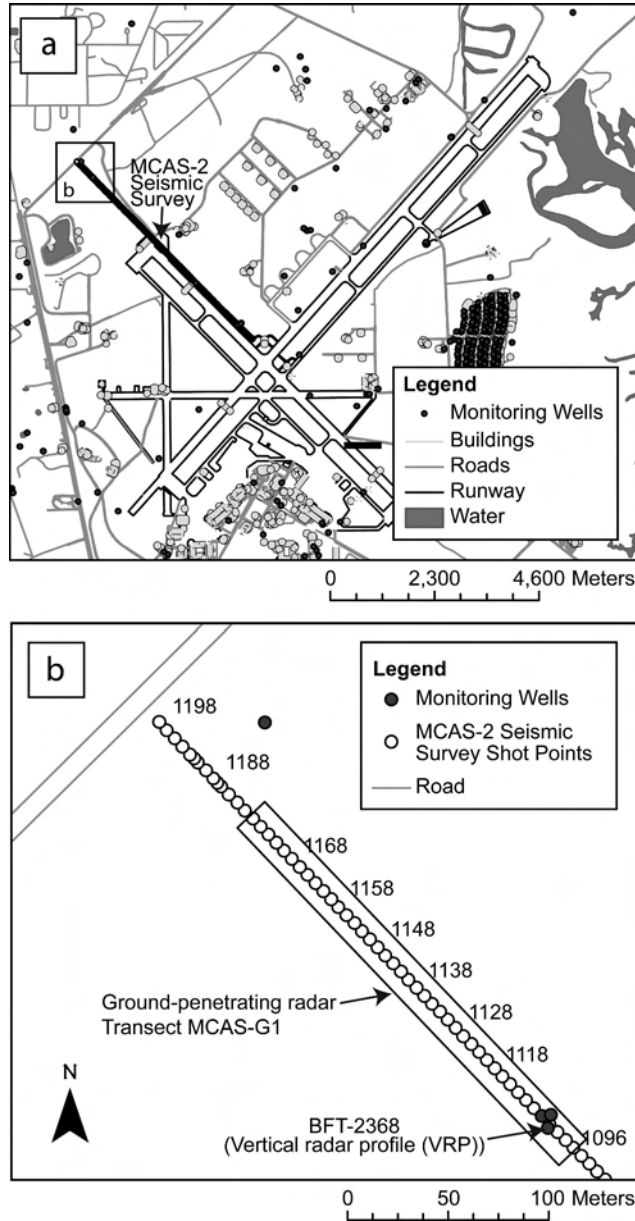 a
b
MCAS-2
Seismic
Survey
Legend
Monitoring Wells
Buildings
Roads
Runway
Water
0 2,300 4,600 Meters
b
Legend
Monitoring Wells
MCAS-2 Seismic
Survey Shot Points
Road
1198
1188
1168
1158
1148
1138
1128
1118
1096
Ground-penetrating radar
Transect MCAS-G1
BFT-2368
(Vertical radar profile (VRP))
N
0 50 100 Meters